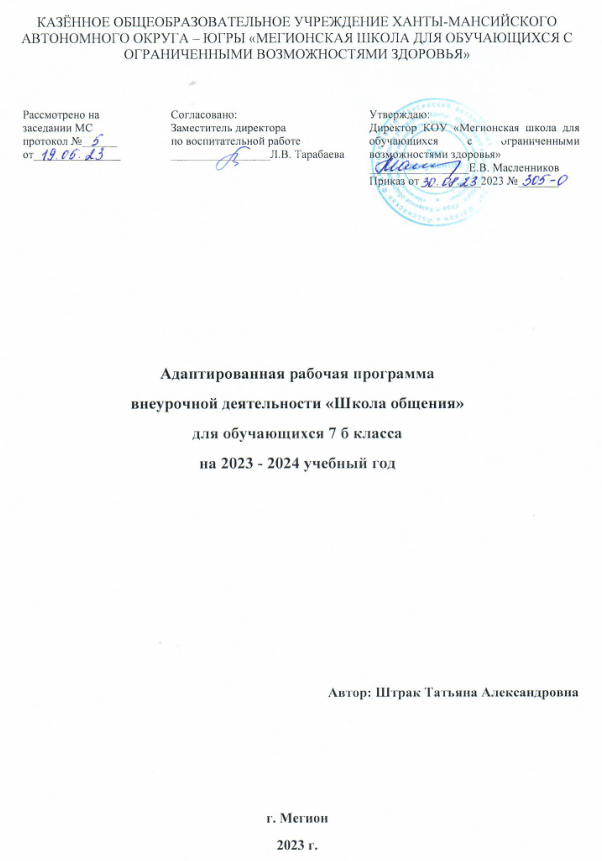 КАЗЁННОЕ ОБЩЕОБРАЗОВАТЕЛЬНОЕ УЧРЕЖДЕНИЕ ХАНТЫ-МАНСИЙСКОГО
АВТОНОМНОГО ОКРУГА – ЮГРЫ «МЕГИОНСКАЯ ШКОЛА ДЛЯ ОБУЧАЮЩИХСЯ С
ОГРАНИЧЕННЫМИ ВОЗМОЖНОСТЯМИ ЗДОРОВЬЯ»
Рассмотрено на
заседании МС
протокол № 5
от 19.06.23
Согласовано:
Заместитель директора
по воспитательной работе
Л.В. Тарабаева
Утверждаю:
Директор КОУ «Мегионская школа для
обучающихся с ограниченными
возможностями здоровья»
Е.В. Масленников
Приказ от 30.08.23 2023 № 305-О
Адаптированная рабочая программа
внеурочной деятельности «Школа общения»
для обучающихся 7 б класса
на 2023 - 2024 учебный год
Автор: Штрак Татьяна Александровна
г. Мегион
2023 г.